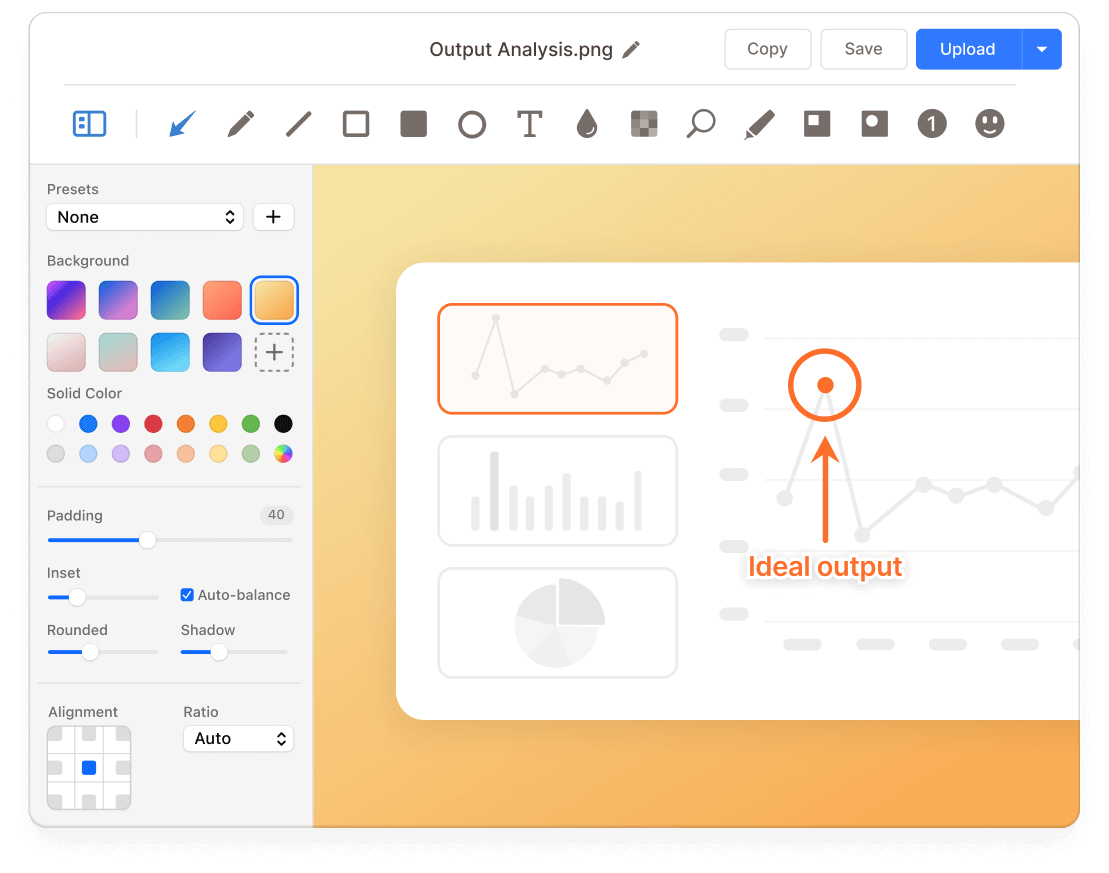 Output Analysis.png
Copy
Save
Upload
T
1
Presets
None
Background
Solid Color
Padding
40
Inset
Auto-balance
Rounded
Shadow
Alignment
Ratio
Auto
Ideal output